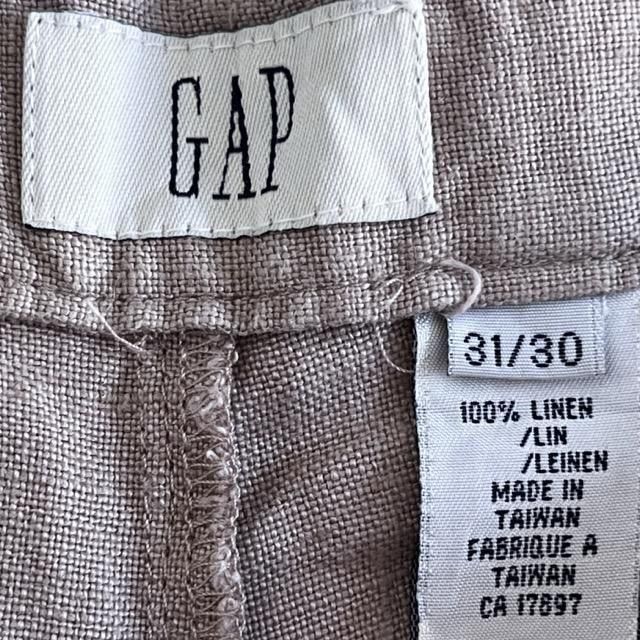 GAP
31/30
100% LINEN
/LIN
/LEINEN
MADE IN
TAIWAN
FABRIQUE A
TAIWAN
CA 17897